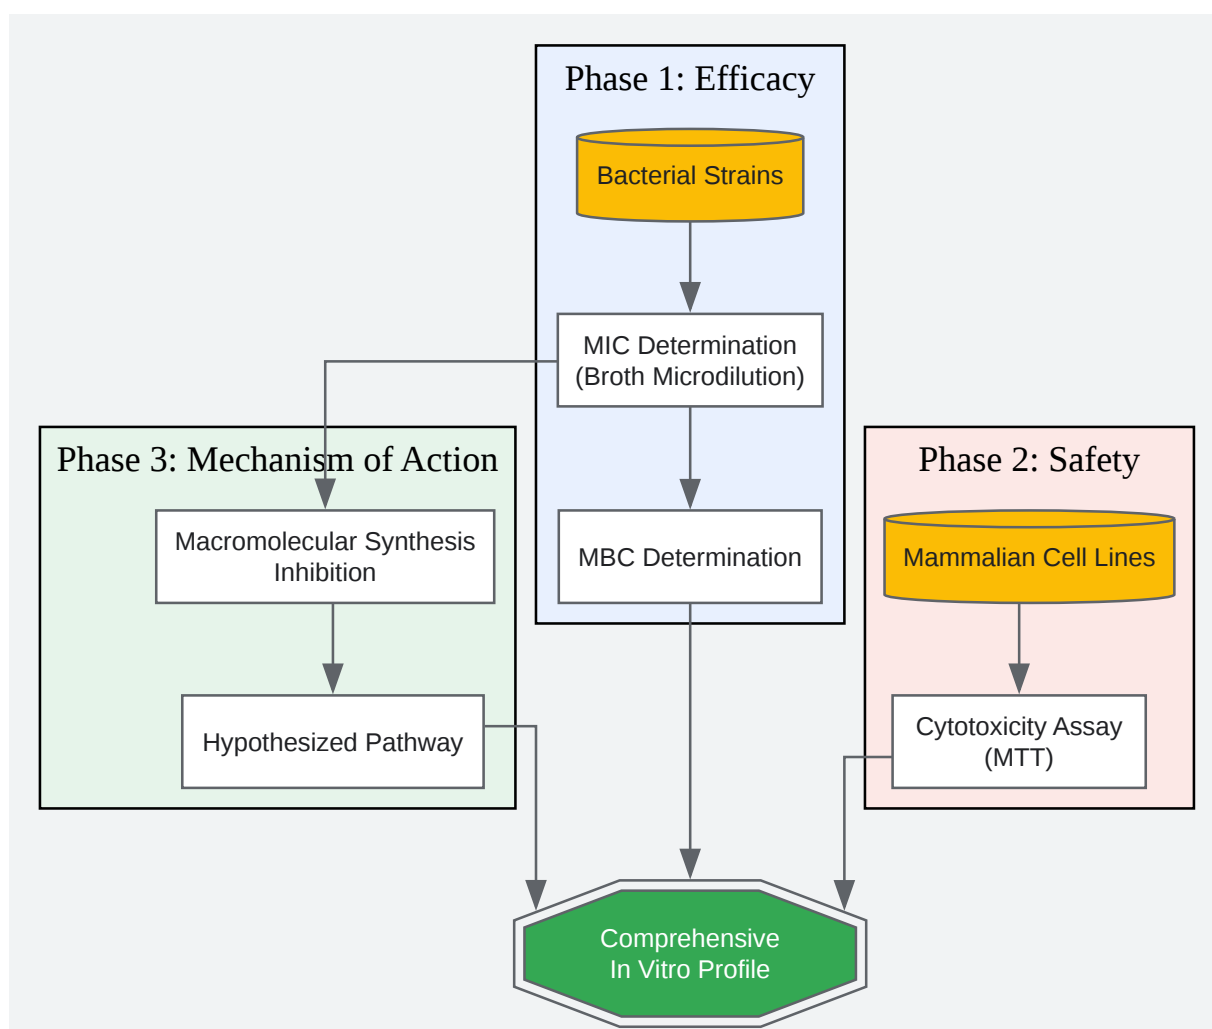 Phase 1: Efficacy
Bacterial Strains
MIC Determination
(Broth Microdilution)
MBC Determination
Phase 3: Mechanism of Action
Macromolecular Synthesis
Inhibition
Hypothesized Pathway
Phase 2: Safety
Mammalian Cell Lines
Cytotoxicity Assay
(MTT)
Comprehensive
In Vitro Profile